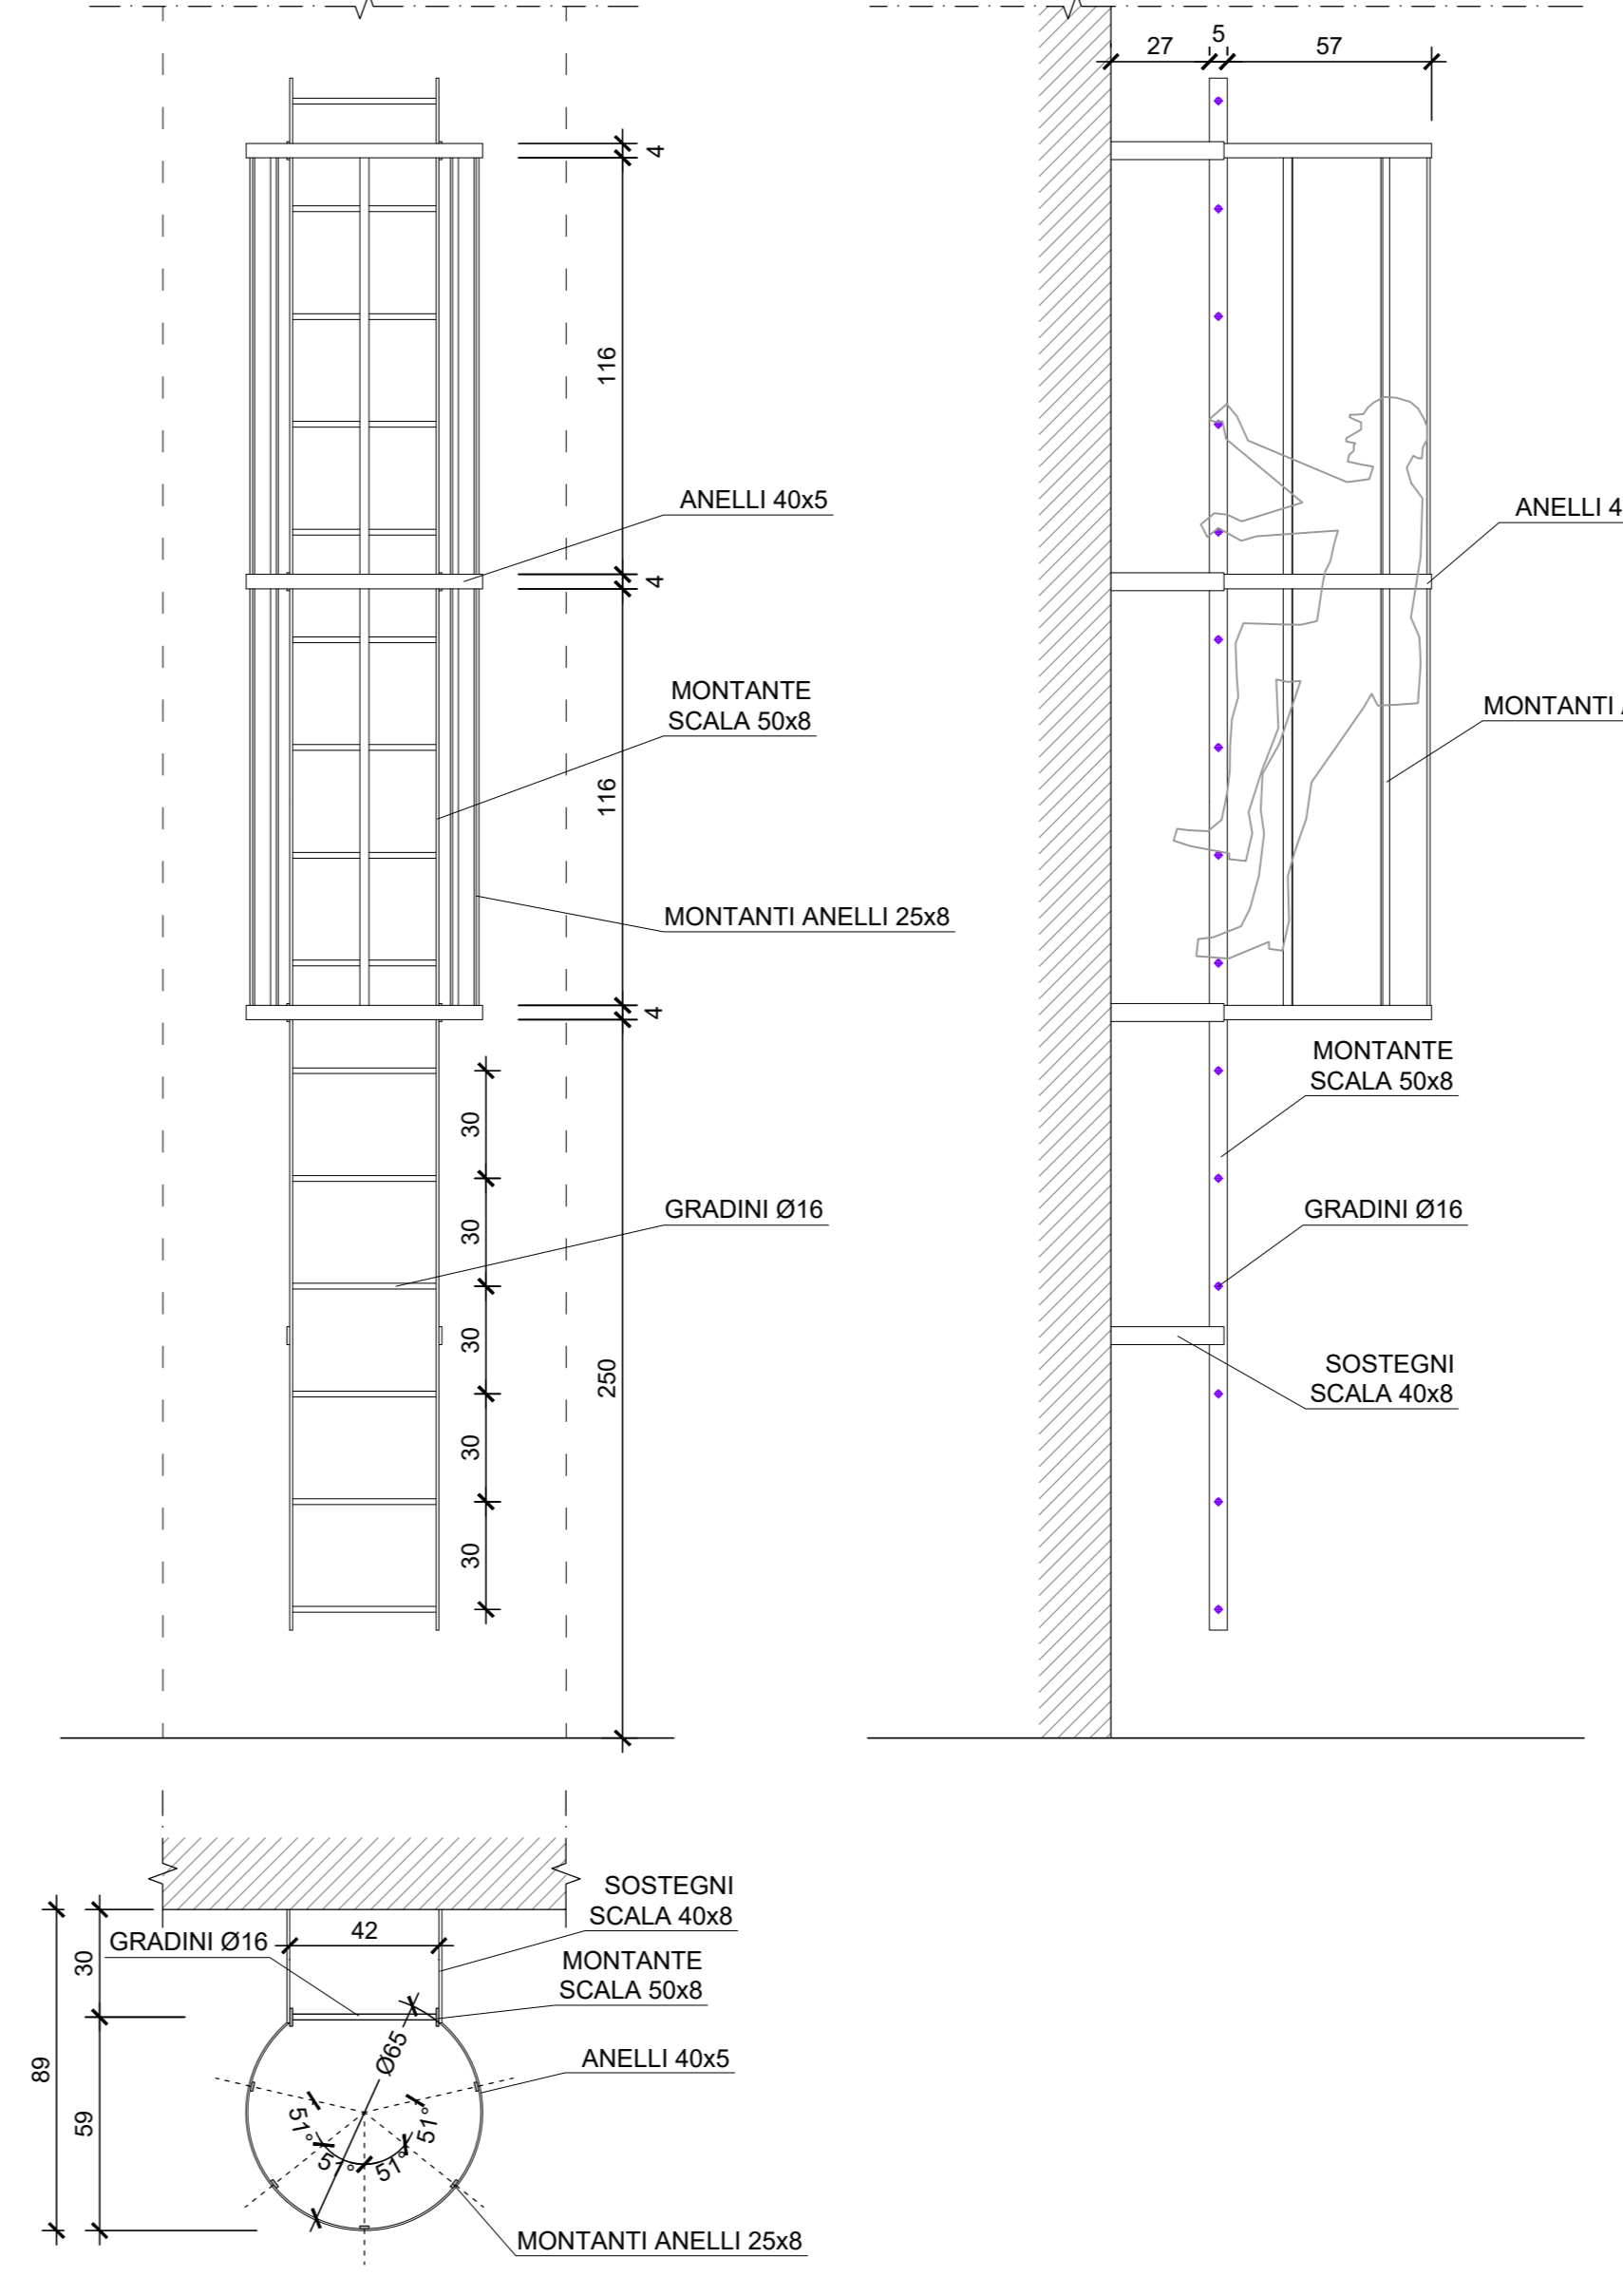 27
5
57
4
116
ANELLI 40x5
ANELLI 4
4
MONTANTE
SCALA 50x8
MONTANTI
116
MONTANTI ANELLI 25x8
4
MONTANTE
SCALA 50x8
30
30
GRADINI Ø16
GRADINI Ø16
30
250
SOSTEGNI
SCALA 40x8
30
30
SOSTEGNI
SCALA 40x8
42
GRADINI Ø16
30
MONTANTE
SCALA 50x8
Ø65
ANELLI 40x5
89
59
51°
51°
51°
51°
MONTANTI ANELLI 25x8